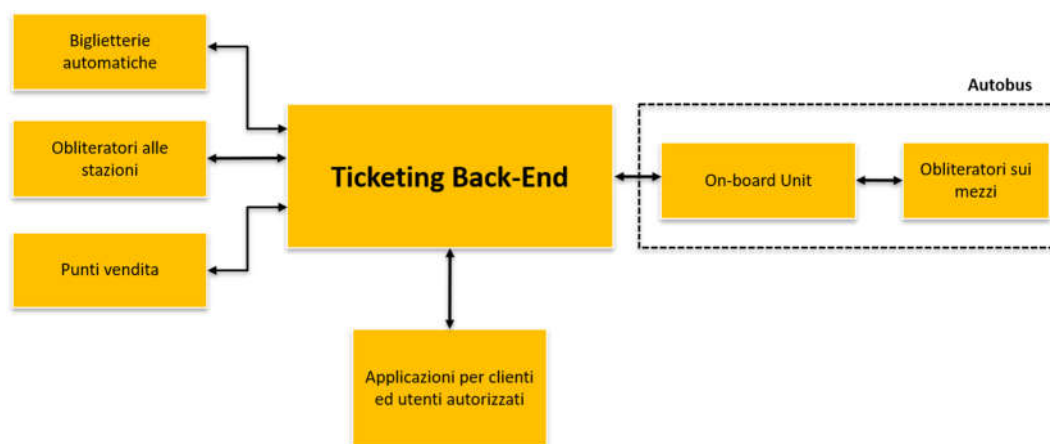 Biglietterie
automatiche
Obliteratori alle
stazioni
Punti vendita
Ticketing Back-End
Autobus
On-board Unit
Obliteratori sui
mezzi
Applicazioni per clienti
ed utenti autorizzati